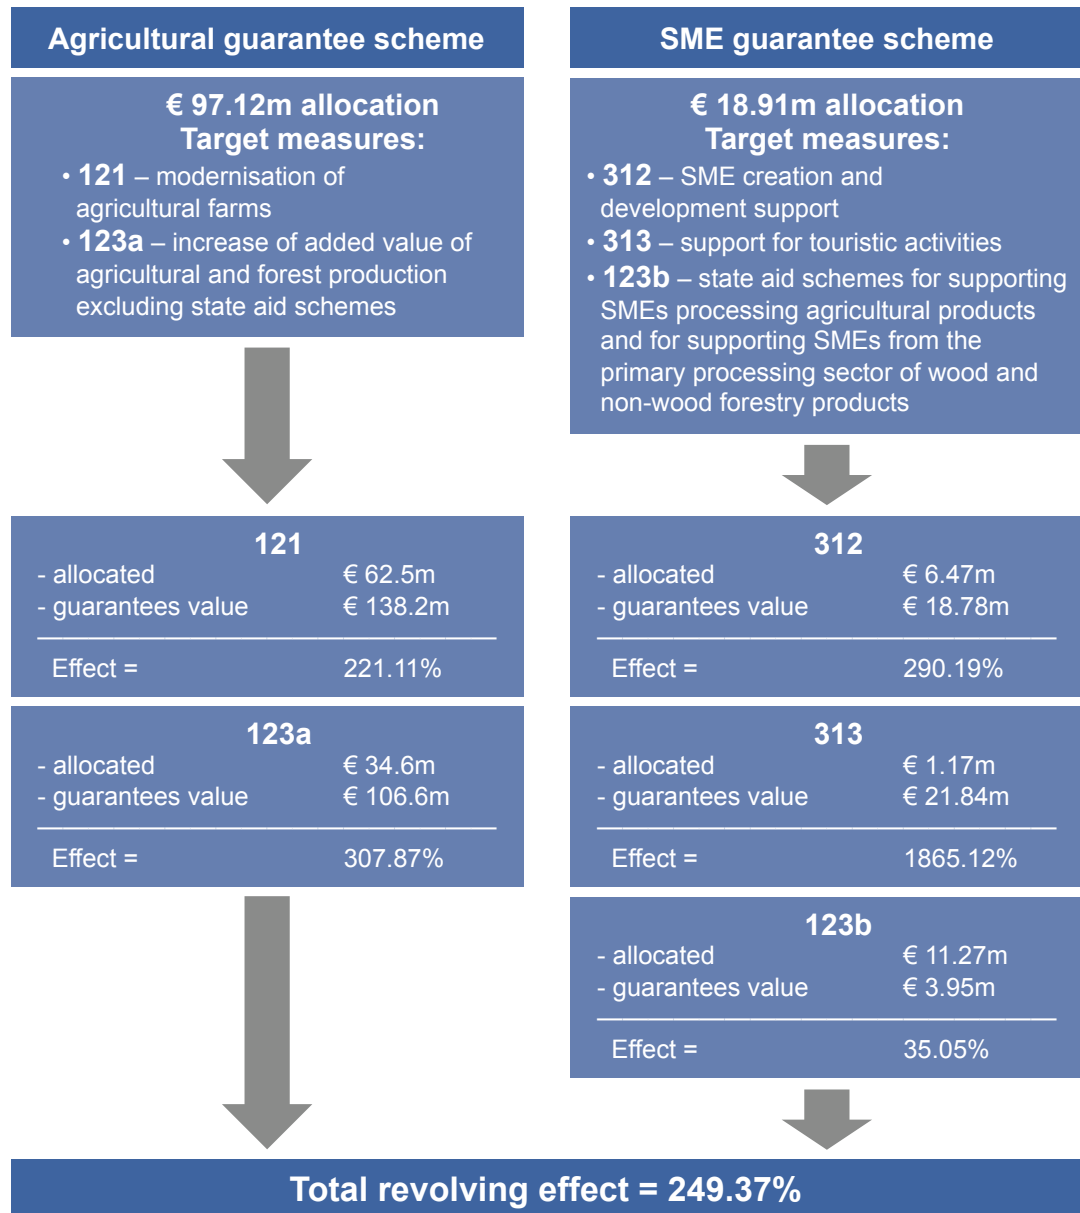 Agricultural guarantee scheme
€ 97.12m allocation
Target measures:
• 121 – modernisation of
agricultural farms
• 123a – increase of added value of
agricultural and forest production
excluding state aid schemes
121
- allocated € 62.5m
- guarantees value € 138.2m
Effect = 221.11%
123a
- allocated € 34.6m
- guarantees value € 106.6m
Effect = 307.87%
SME guarantee scheme
€ 18.91m allocation
Target measures:
• 312 – SME creation and
development support
• 313 – support for touristic activities
• 123b – state aid schemes for supporting
SMEs processing agricultural products
and for supporting SMEs from the
primary processing sector of wood and
non-wood forestry products
312
- allocated € 6.47m
- guarantees value € 18.78m
Effect = 290.19%
313
- allocated € 1.17m
- guarantees value € 21.84m
Effect = 1865.12%
123b
- allocated € 11.27m
- guarantees value € 3.95m
Effect = 35.05%
Total revolving effect = 249.37%